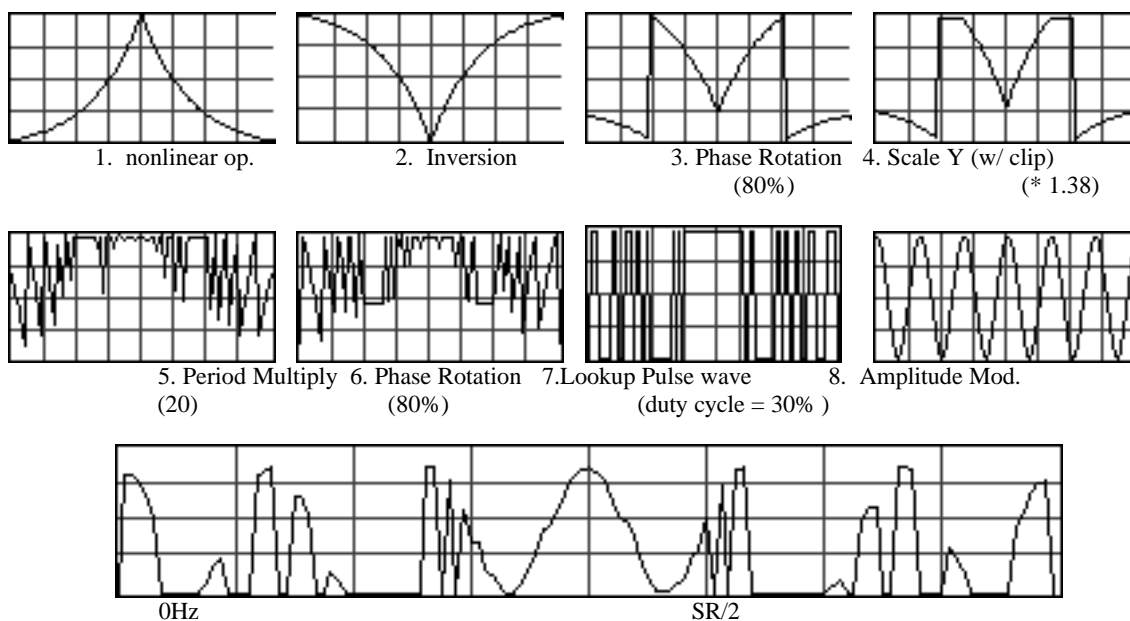 1. nonlinear op. 2. Inversion 3. Phase Rotation 4. Scale Y (w/ clip)
(80%) (* 1.38)
5. Period Multiply 6. Phase Rotation 7.Lookup Pulse wave 8. Amplitude Mod.
(20) (80%) (duty cycle = 30% )
0Hz SR/2